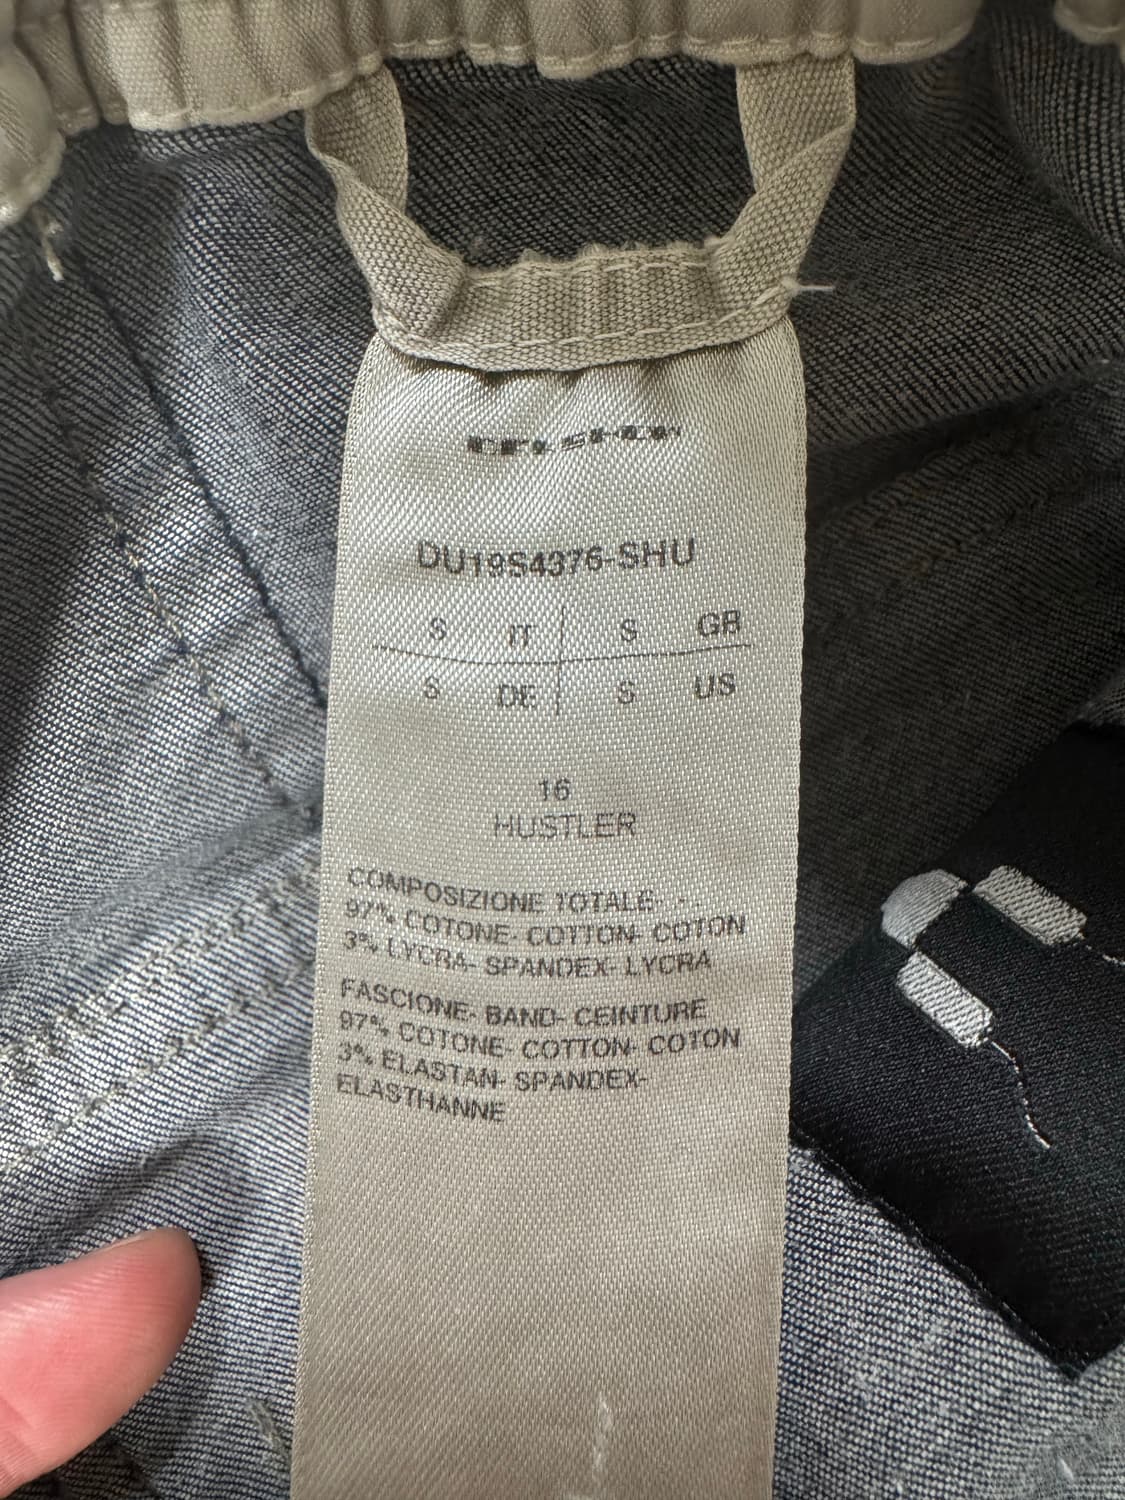 DRKSHDW
DU19S4376-SHU
S IT S GB
S DE S US
16
HUSTLER
COMPOSIZIONE TOTALE- - -
97% COTONE- COTTON- COTON
3% LYCRA- SPANDEX- LYCRA
FASCIONE- BAND- CEINTURE
97% COTONE- COTTON- COTON
3% ELASTAN- SPANDEX-
ELASTHANNE